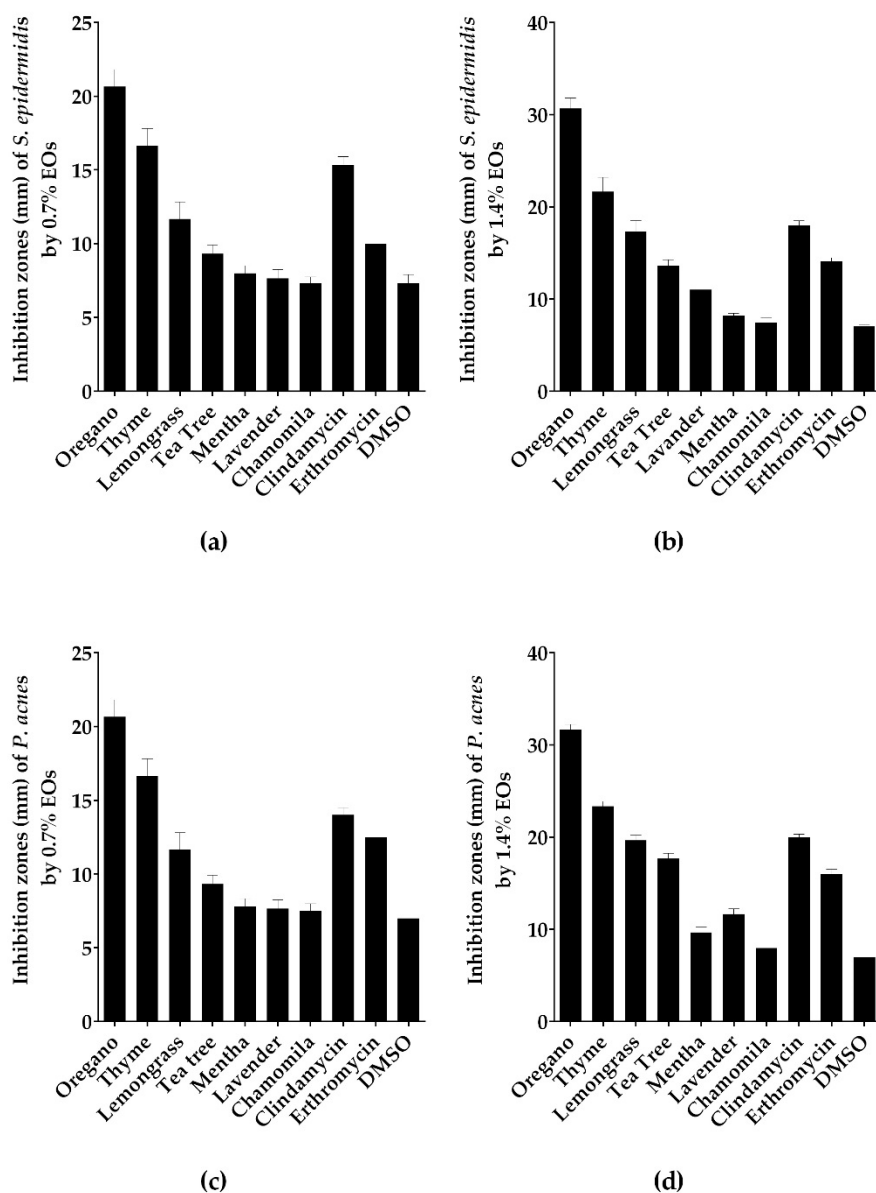 Inhibition zones (mm) of S. epidermidis
by 0.7% EOs
25
20
15
10
5
0
Oregano
Thyme
Lemongrass
Tea Tree
Mentha
Lavender
Chamomila
Clindamycin
Erthromycin
DMSO
(a)
Inhibition zones (mm) of S. epidermidis
by 1.4% EOs
40
30
20
10
0
Oregano
Thyme
Lemongrass
Tea Tree
Lavander
Mentha
Chamomila
Clindamycin
Erthromycin
DMSO
(b)
Inhibition zones (mm) of P. acnes
by 0.7% EOs
25
20
15
10
5
0
Oregano
Thyme
Lemongrass
Tea tree
Mentha
Lavender
Chamomila
Clindamycin
Erthromycin
DMSO
(c)
Inhibition zones (mm) of P. acnes
by 1.4% EOs
40
30
20
10
0
Oregano
Thyme
Lemongrass
Tea Tree
Mentha
Lavender
Chamomila
Clindamycin
Erthromycin
DMSO
(d)